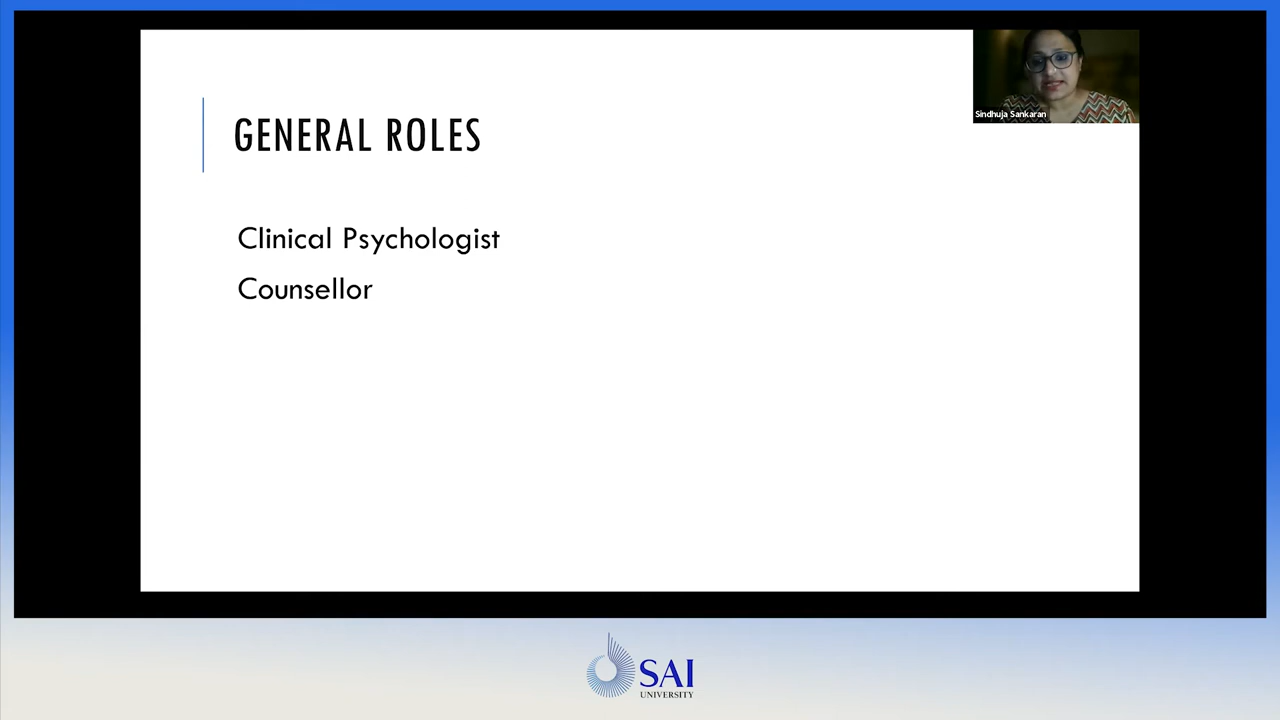 GENERAL ROLES
Clinical Psychologist
Counsellor
Sindhuja Sankaran
SAI
UNIVERSITY